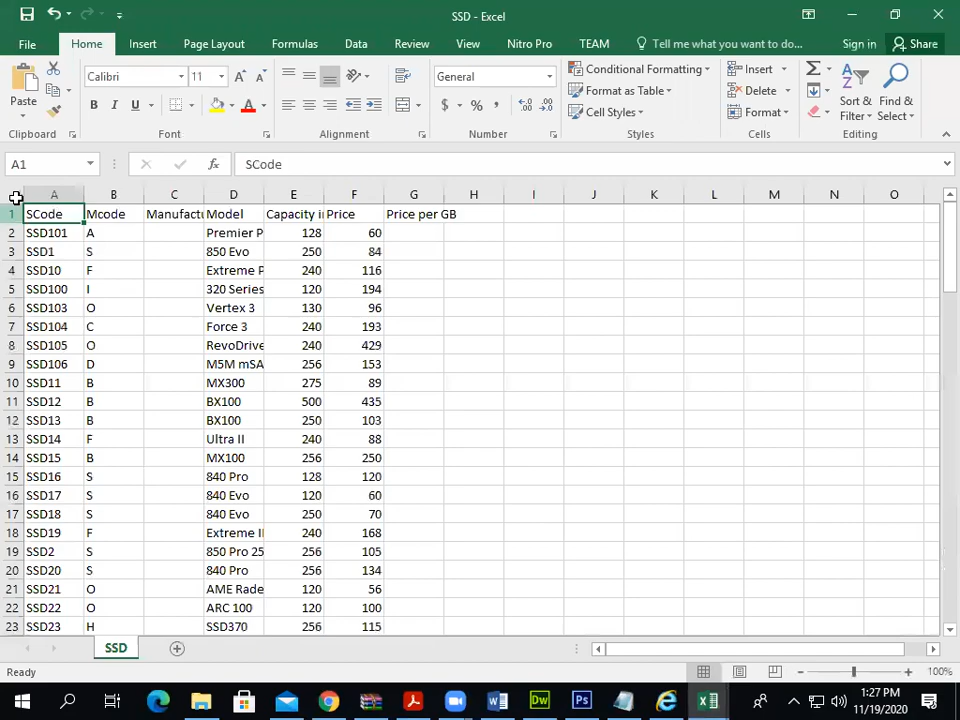 SSD - Excel
File Home Insert Page Layout Formulas Data Review View Nitro Pro TEAM Tell me what you want to do... Sign in Share
Calibri 11 General Conditional Formatting Insert
Paste Format as Table Delete Sort & Find &
B I U $ % , Cell Styles Format Filter Select
Clipboard Font Alignment Number Styles Cells Editing
A1 fx SCode
A B C D E F G H I J K L M N O
1 SCode Mcode Manufactu Model Capacity i Price Price per GB
2 SSD101 A Premier P 128 60
3 SSD1 S 850 Evo 250 84
4 SSD10 F Extreme P 240 116
5 SSD100 I 320 Series 120 194
6 SSD103 O Vertex 3 130 96
7 SSD104 C Force 3 240 193
8 SSD105 O RevoDrive 240 429
9 SSD106 D M5M mSA 256 153
10 SSD11 B MX300 275 89
11 SSD12 B BX100 500 435
12 SSD13 B BX100 250 103
13 SSD14 F Ultra II 240 88
14 SSD15 B MX100 256 250
15 SSD16 S 840 Pro 128 120
16 SSD17 S 840 Evo 120 60
17 SSD18 S 840 Evo 250 70
18 SSD19 F Extreme II 240 168
19 SSD2 S 850 Pro 25 256 105
20 SSD20 S 840 Pro 256 134
21 SSD21 O AME Rade 120 56
22 SSD22 O ARC 100 120 100
23 SSD23 H SSD370 256 115
SSD
Ready 100%
1:27 PM
11/19/2020